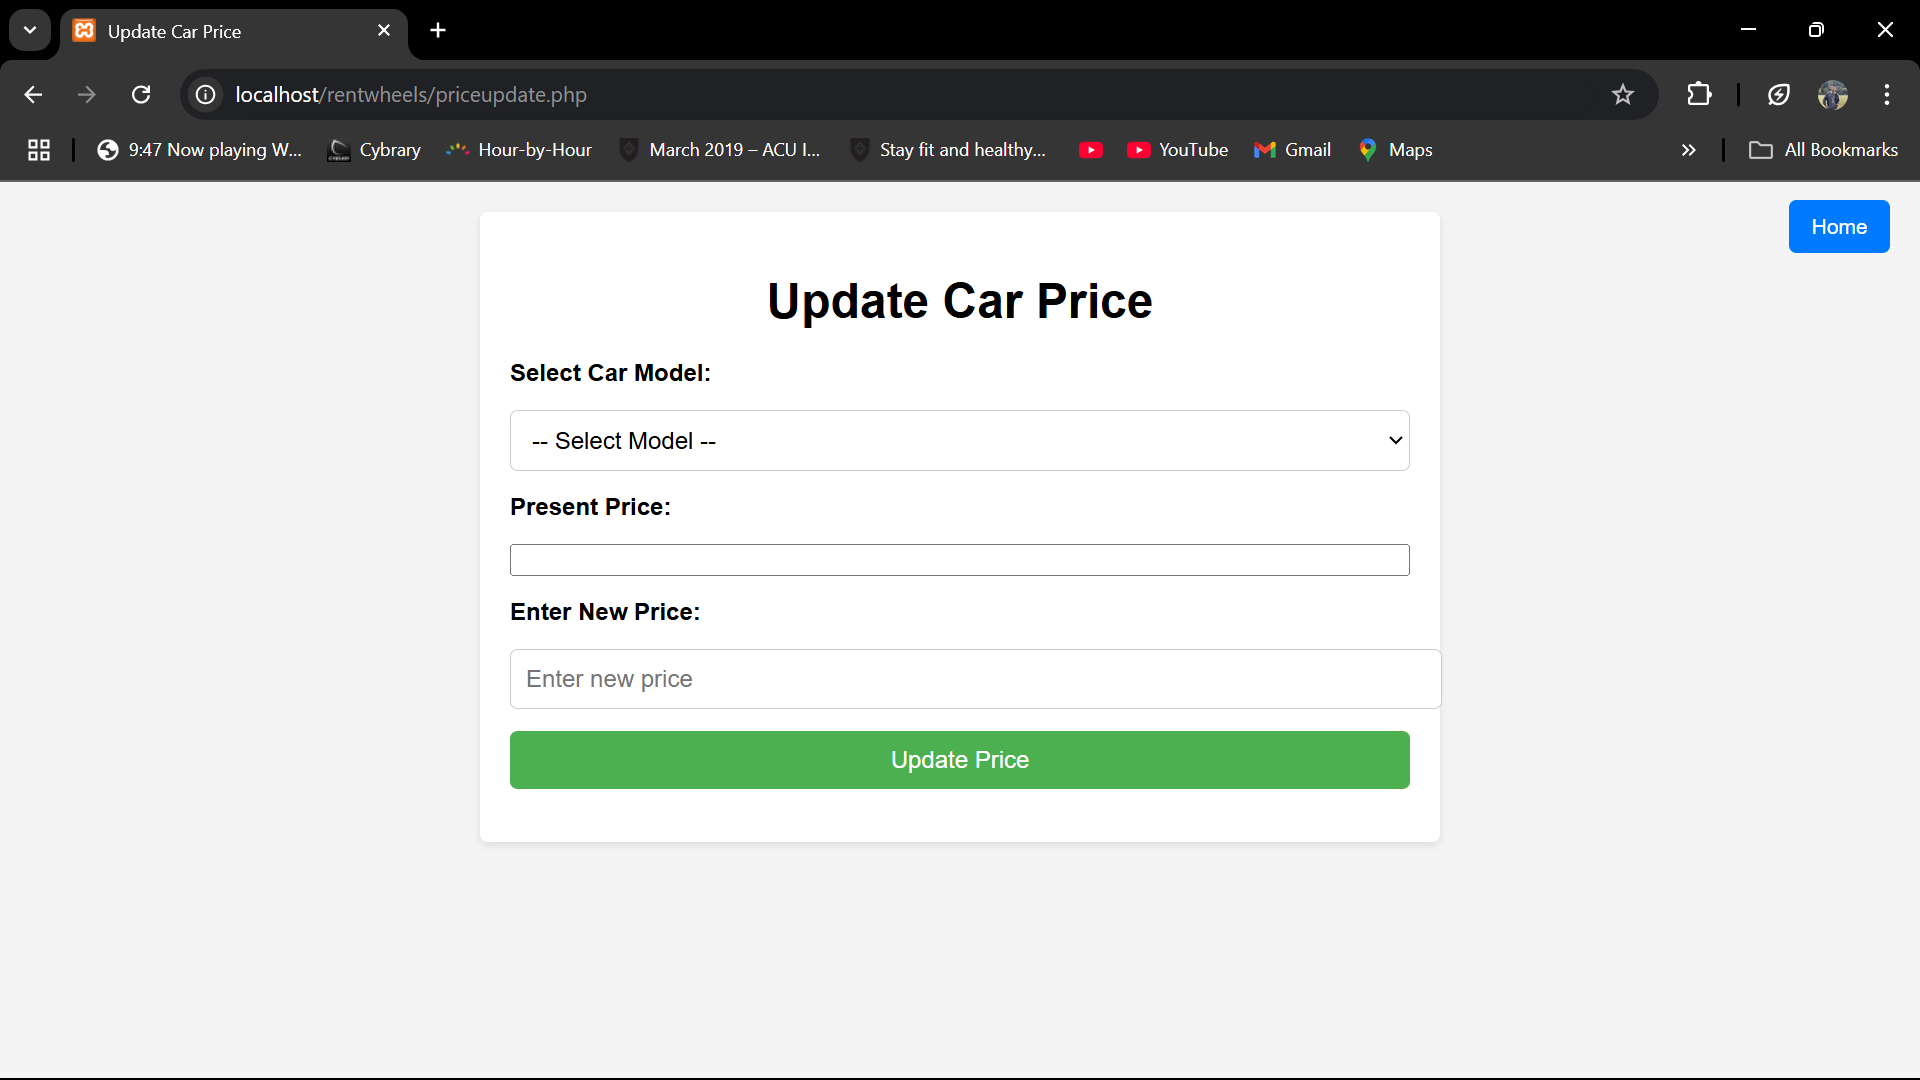 Update Car Price
localhost/rentwheels/priceupdate.php
9:47 Now playing W... Cybrary Hour-by-Hour March 2019 – ACU I... Stay fit and healthy... YouTube Gmail Maps » All Bookmarks
Home
Update Car Price
Select Car Model:
-- Select Model --
Present Price:
Enter New Price:
Enter new price
Update Price